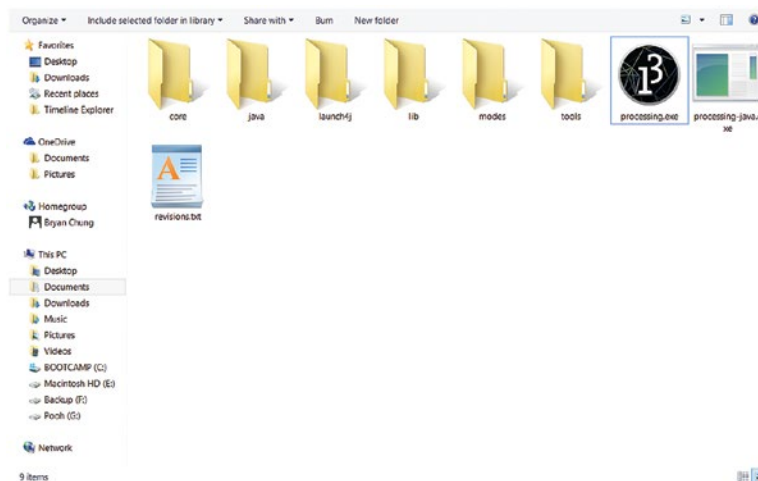 Organize Include selected folder in library Share with Burn New folder
Favorites
Desktop
Downloads
Recent places
Timeline Explorer
OneDrive
Documents
Pictures
Homegroup
Bryan Chung
This PC
Desktop
Documents
Downloads
Music
Pictures
Videos
BOOTCAMP (C:)
Macintosh HD (E:)
Backup (F:)
Pooh (G:)
Network
core java launch4j lib modes tools processing.exe processing-java.e
xe
A
revisions.txt
9 items